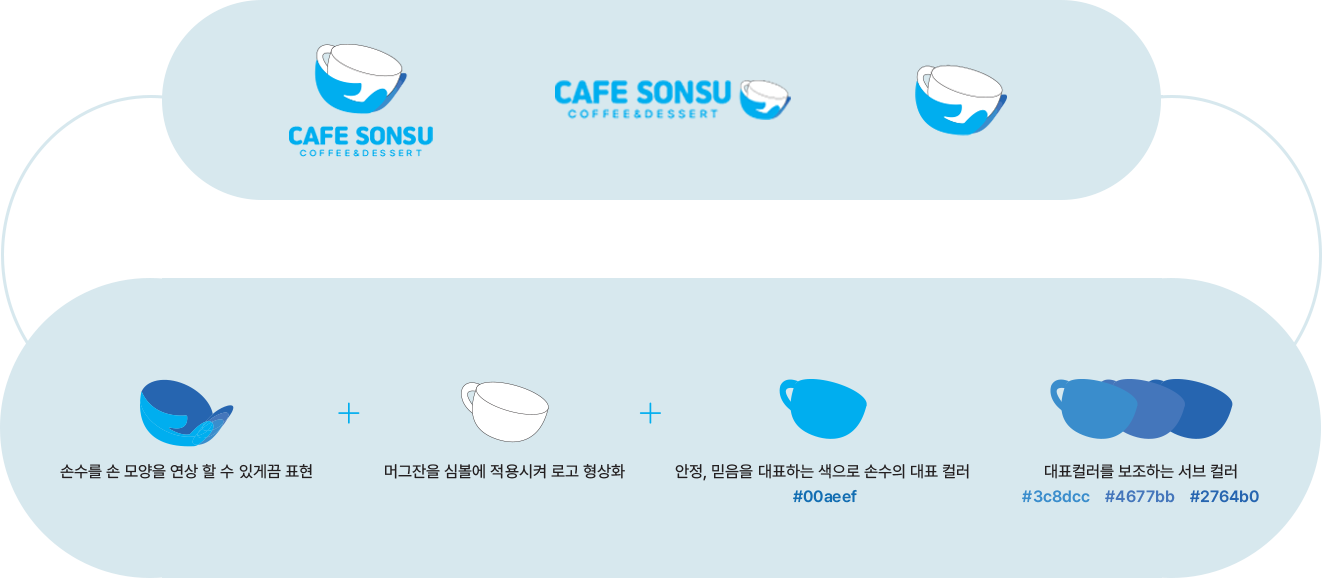 CAFE SONSU
COFFEE&DESSERT
CAFE SONSU
COFFEE&DESSERT
손수를 손 모양을 연상 할 수 있게끔 표현
머그잔을 심볼에 적용시켜 로고 형상화
안정, 믿음을 대표하는 색으로 손수의 대표 컬러
#00aeef
대표컬러를 보조하는 서브 컬러
#3c8dcc #4677bb #2764b0